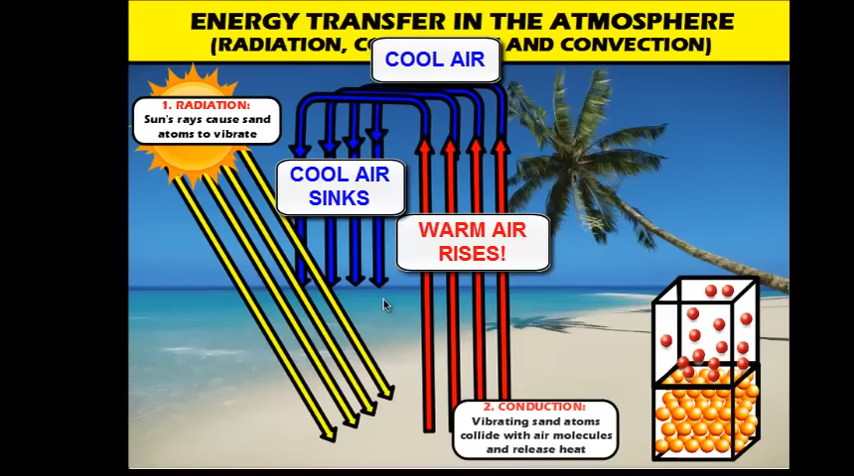 ENERGY TRANSFER IN THE ATMOSPHERE
(RADIATION, AND CONVECTION)
COOL AIR
1. RADIATION:
Sun's rays cause sand
atoms to vibrate
COOL AIR
SINKS
WARM AIR
RISES!
2. CONDUCTION:
Vibrating sand atoms
collide with air molecules
and release heat